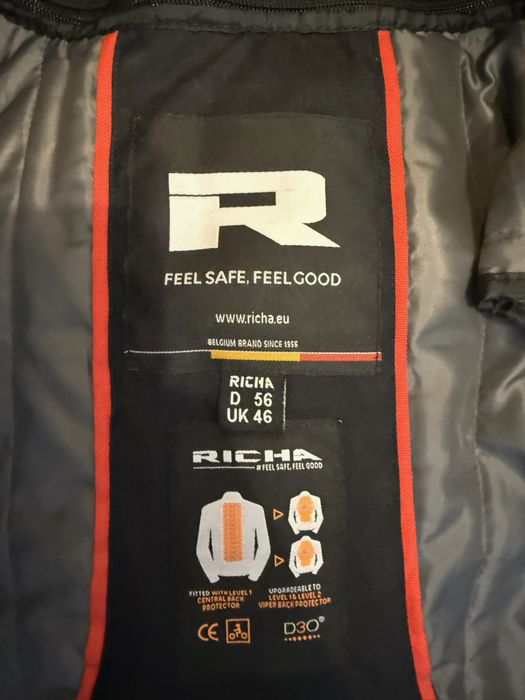 R
FEEL SAFE, FEEL GOOD
www.richa.eu
BELGIUM BRAND SINCE 1956
RICHA
D 56
UK 46
RICHA
#FEEL SAFE, FEEL GOOD
FITTED WITH LEVEL 1
CENTRAL BACK
PROTECTOR
UPGRADEABLE TO
LEVEL 1 & LEVEL 2
VIPER BACK PROTECTOR
CE
D3O